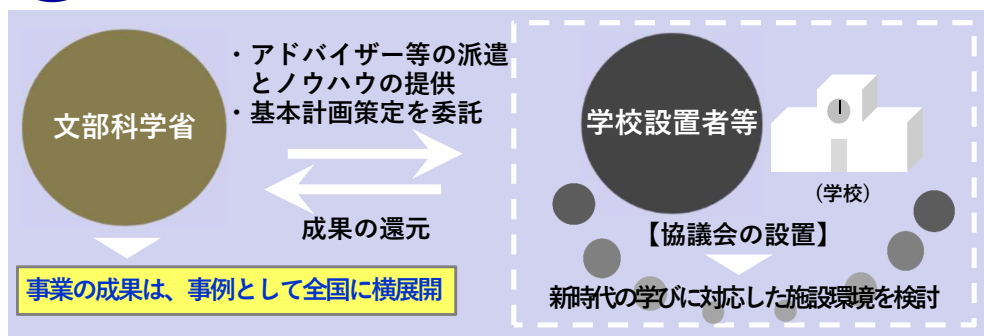 文部科学省
・アドバイザー等の派遣
とノウハウの提供
・基本計画策定を委託
成果の還元
事業の成果は、事例として全国に横展開
学校設置者等
(学校)
【協議会の設置】
新時代の学びに対応した施設環境を検討